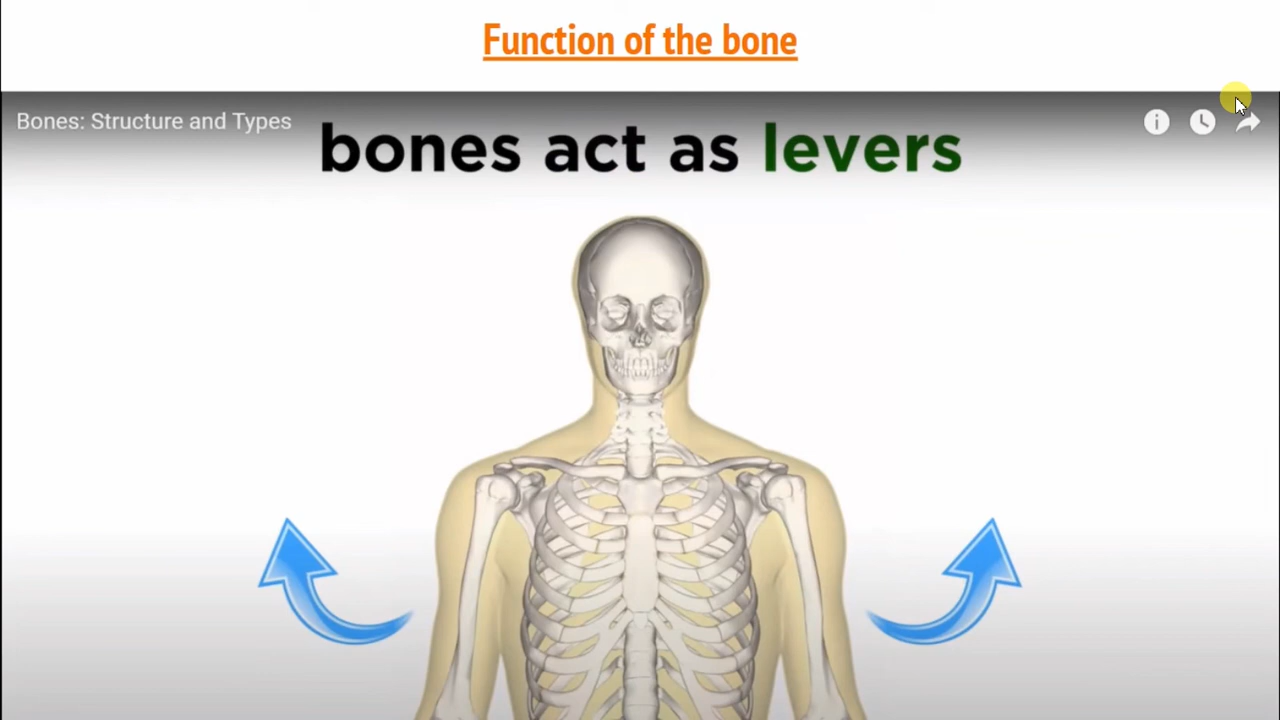 Function of the bone
Bones: Structure and Types
bones act as levers